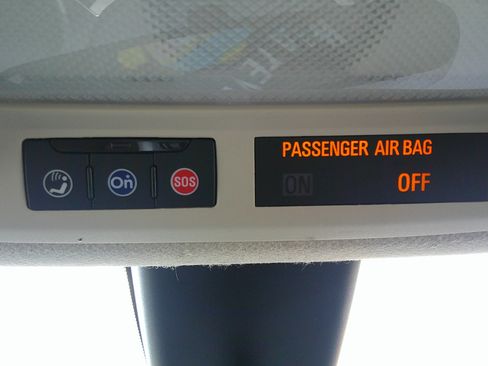 PASSENGER AIR BAG
On SOS ON OFF